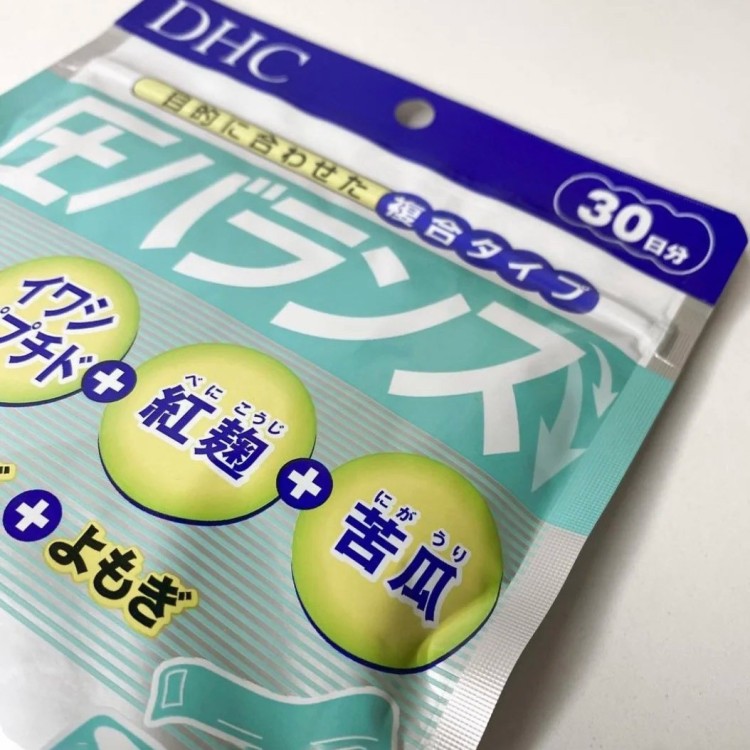 DHC
目的に合わせた
複合タイプ
30日分
圧バランス
イワシ
ペプチド
+
べに こうじ
紅麹
+
にが うり
苦瓜
+
よもぎ